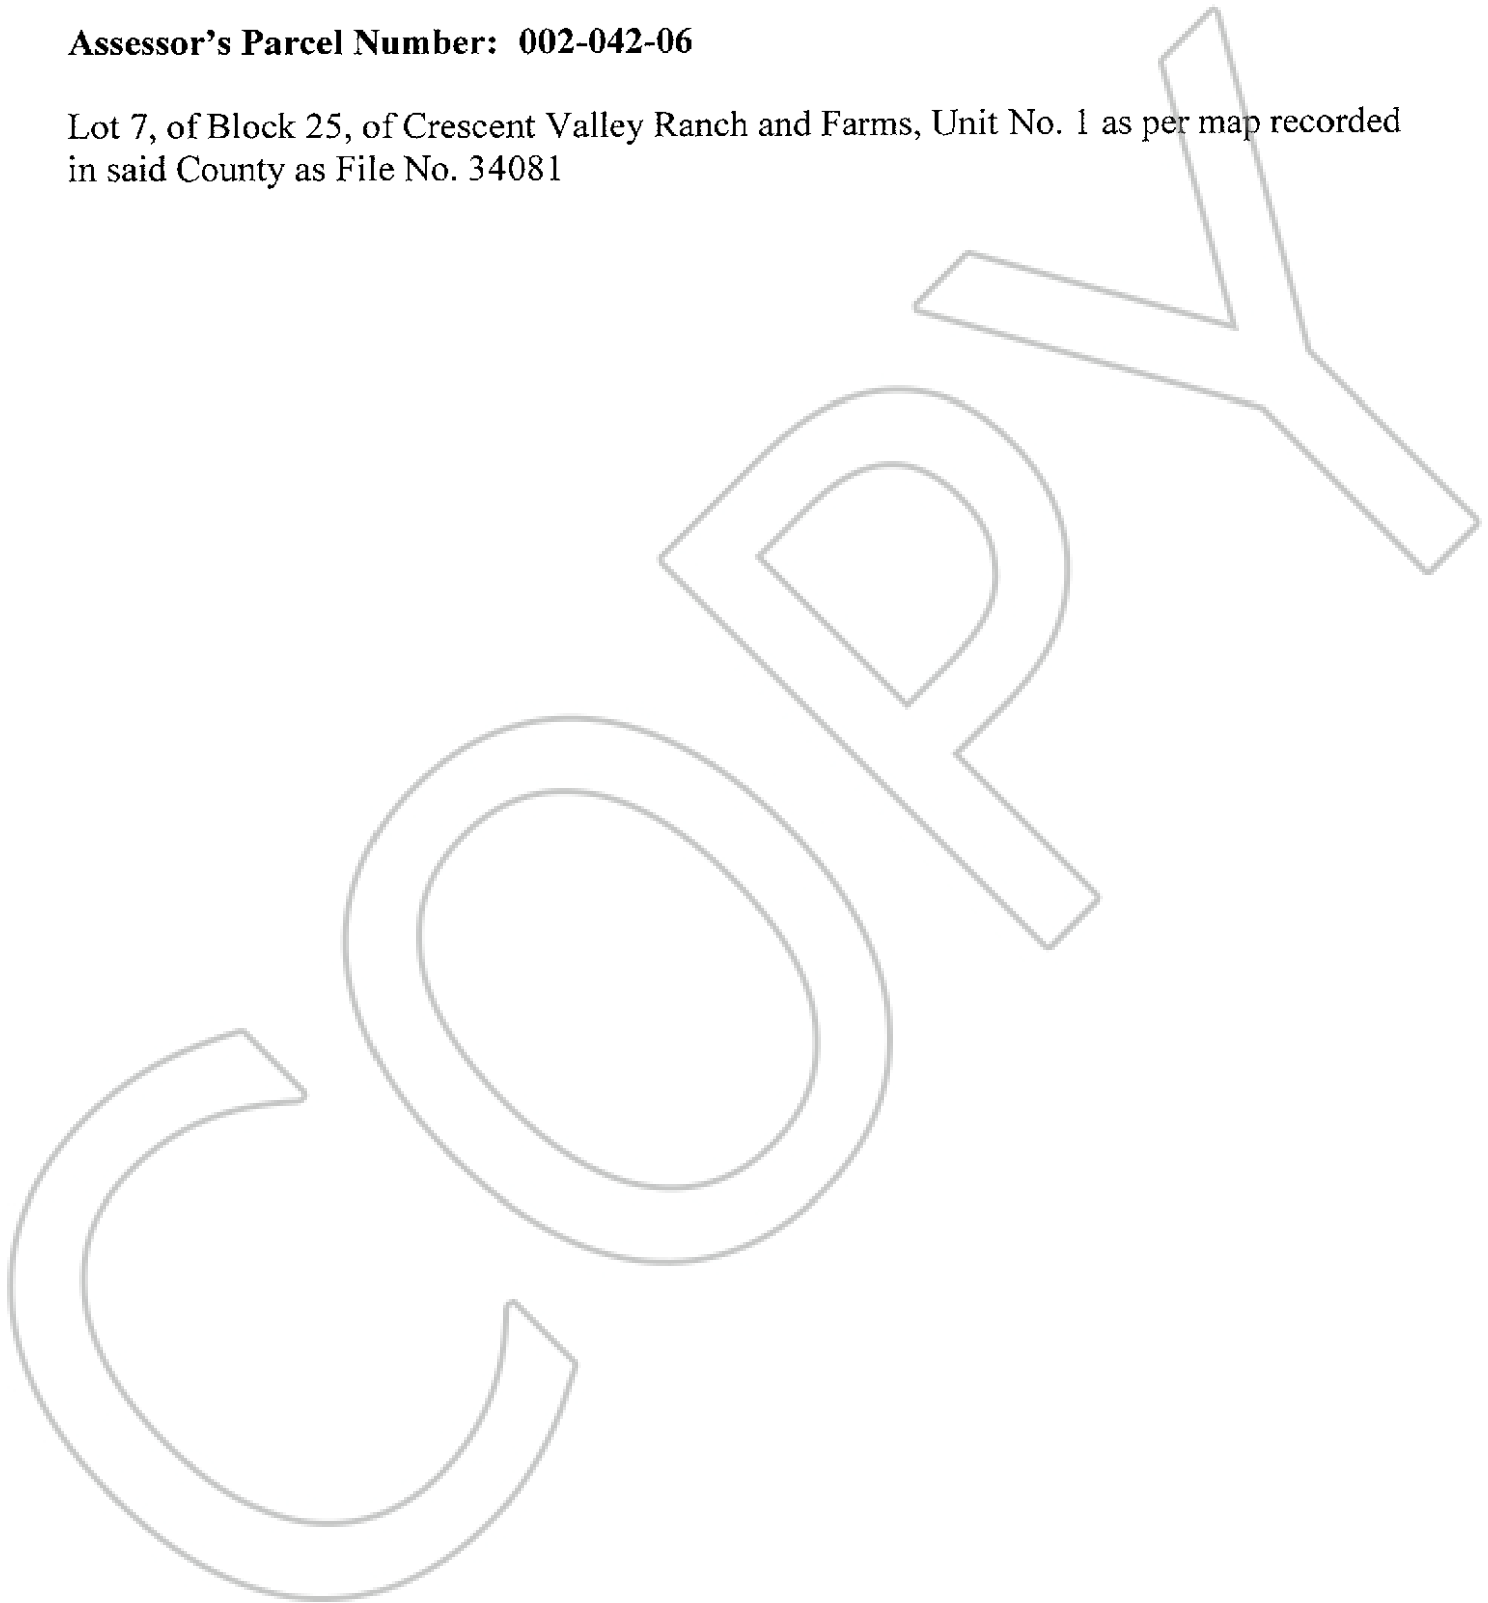 Assessor's Parcel Number: 002-042-06
Lot 7, of Block 25, of Crescent Valley Ranch and Farms, Unit No. 1 as per map recorded
in said County as File No. 34081
COPY